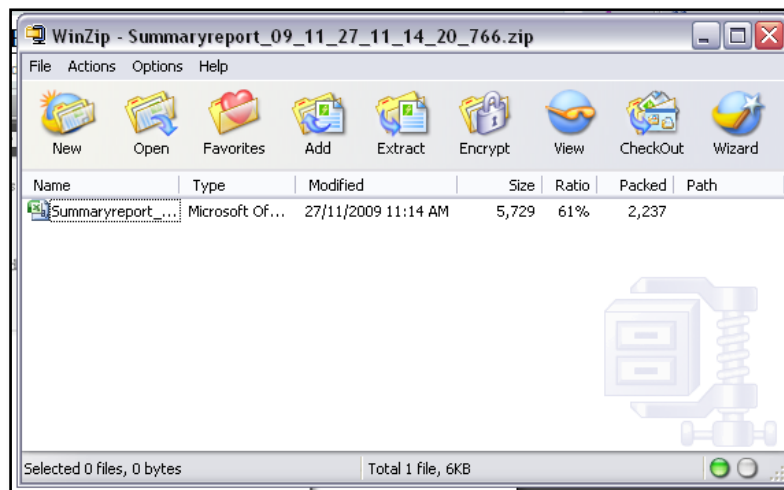 WinZip - Summaryreport_09_11_27_11_14_20_766.zip
File Actions Options Help
New Open Favorites Add Extract Encrypt View CheckOut Wizard
Name Type Modified Size Ratio Packed Path
Summaryreport_... Microsoft Of... 27/11/2009 11:14 AM 5,729 61% 2,237
Selected 0 files, 0 bytes Total 1 file, 6KB